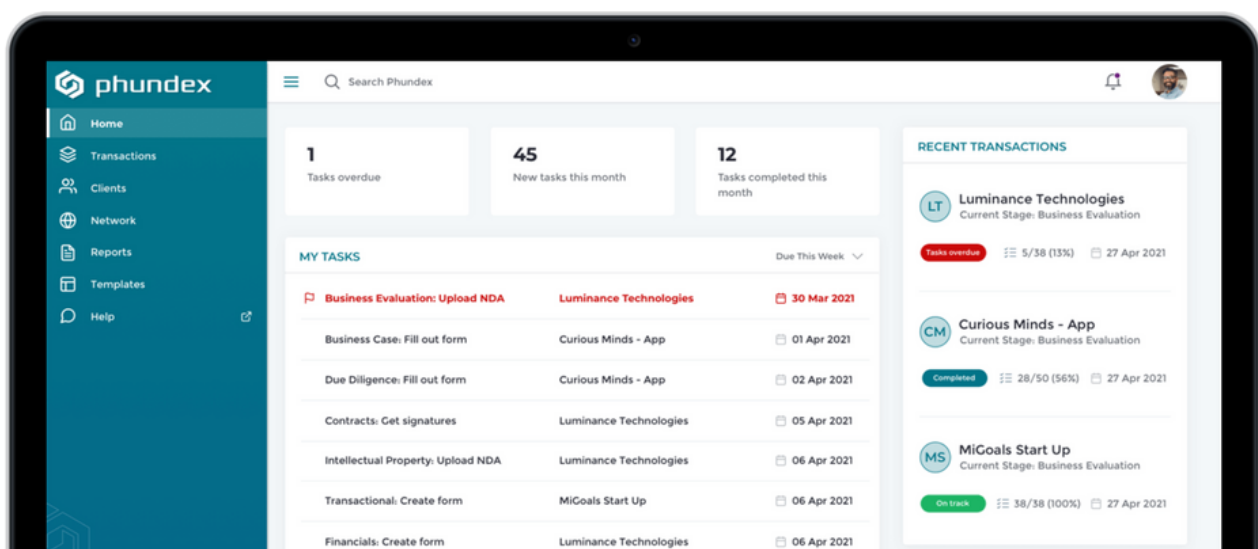 phundex
Search Phundex
Home
Transactions
Clients
Network
Reports
Templates
Help
1
Tasks overdue
45
New tasks this month
12
Tasks completed this
month
MY TASKS
Due This Week
Business Evaluation: Upload NDA Luminance Technologies 30 Mar 2021
Business Case: Fill out form Curious Minds - App 01 Apr 2021
Due Diligence: Fill out form Curious Minds - App 02 Apr 2021
Contracts: Get signatures Luminance Technologies 05 Apr 2021
Intellectual Property: Upload NDA Luminance Technologies 06 Apr 2021
Transactional: Create form MiGoals Start Up 06 Apr 2021
Financials: Create form Luminance Technologies 06 Apr 2021
RECENT TRANSACTIONS
LT
Luminance Technologies
Current Stage: Business Evaluation
Tasks overdue 5/38 (13%) 27 Apr 2021
CM
Curious Minds - App
Current Stage: Business Evaluation
Completed 28/50 (56%) 27 Apr 2021
MS
MiGoals Start Up
Current Stage: Business Evaluation
On track 38/38 (100%) 27 Apr 2021